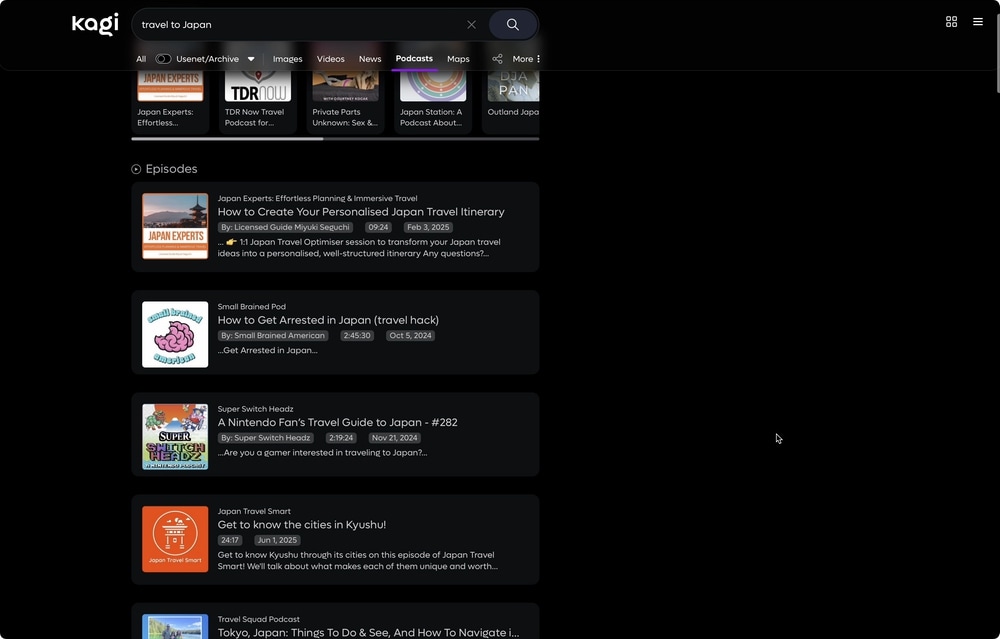 kagi
travel to Japan
All
Usenet/Archive
Images
Videos
News
Podcasts
Maps
More
JAPAN EXPERTS
TDRNOW
WITH COURTNEY KOCAK
DJA
PAN
Japan Experts:
Effortless...
TDR Now Travel
Podcast for...
Private Parts
Unknown: Sex &...
Japan Station: A
Podcast About...
Outland Japa
Episodes
JAPAN EXPERTS
Japan Experts: Effortless Planning & Immersive Travel
How to Create Your Personalised Japan Travel Itinerary
By: Licensed Guide Miyuki Seguchi
09:24
Feb 3, 2025
... 👉 1:1 Japan Travel Optimiser session to transform your Japan travel
ideas into a personalised, well-structured itinerary Any questions?...
small brained
american
Small Brained Pod
How to Get Arrested in Japan (travel hack)
By: Small Brained American
2:45:30
Oct 5, 2024
...Get Arrested in Japan...
SUPER
SWITCH
HEADZ
A NINTENDO PODCAST
Super Switch Headz
A Nintendo Fan's Travel Guide to Japan - #282
By: Super Switch Headz
2:19:24
Nov 21, 2024
...Are you a gamer interested in traveling to Japan?...
Japan Travel Smart
Japan Travel Smart
Get to know the cities in Kyushu!
24:17
Jun 1, 2025
Get to know Kyushu through its cities on this episode of Japan Travel
Smart! We'll talk about what makes each of them unique and worth...
Travel Squad Podcast
Tokyo, Japan: Things To Do & See, And How To Navigate i...